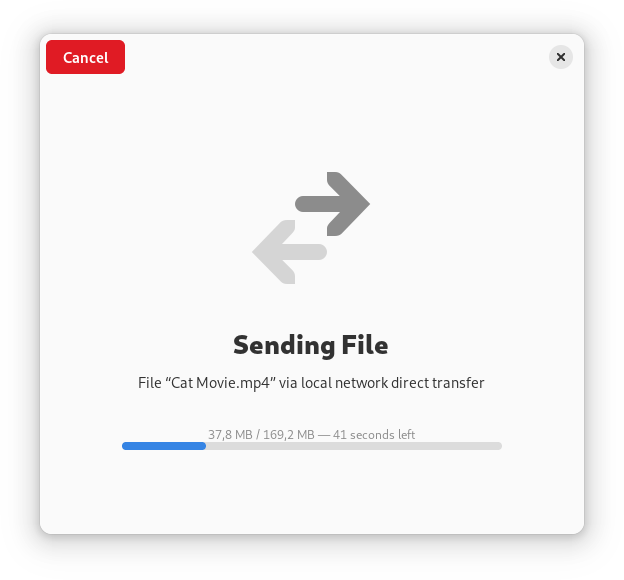 Cancel
Sending File
File “Cat Movie.mp4” via local network direct transfer
37,8 MB / 169,2 MB — 41 seconds left